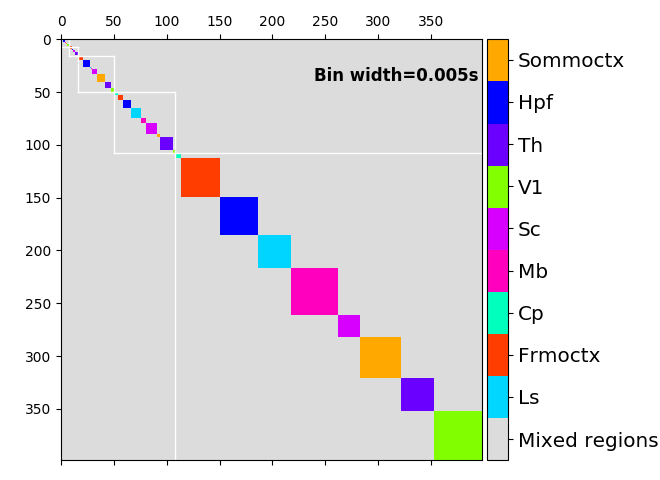 0 50 100 150 200 250 300 350
0
50
100
150
200
250
300
350
Bin width=0.005s
Sommoctx
Hpf
Th
V1
Sc
Mb
Cp
Frmoctx
Ls
Mixed regions